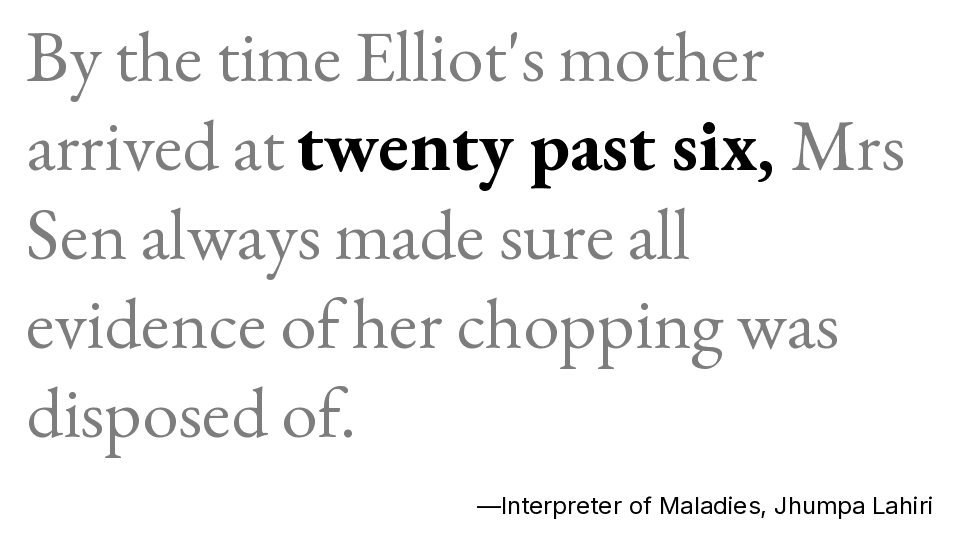 By the time Elliot's mother
arrived at twenty past six, Mrs
Sen always made sure all
evidence of her chopping was
disposed of.
—Interpreter of Maladies, Jhumpa Lahiri